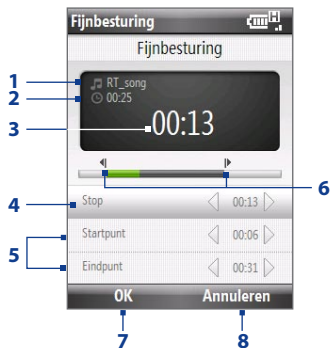 Fijnbesturing
Fijnbesturing
1
RT_song
2
00:25
3
00:13
6
4
Stop
00:13
5
Startpunt
00:06
Eindpunt
00:31
OK
Annuleren
7
8